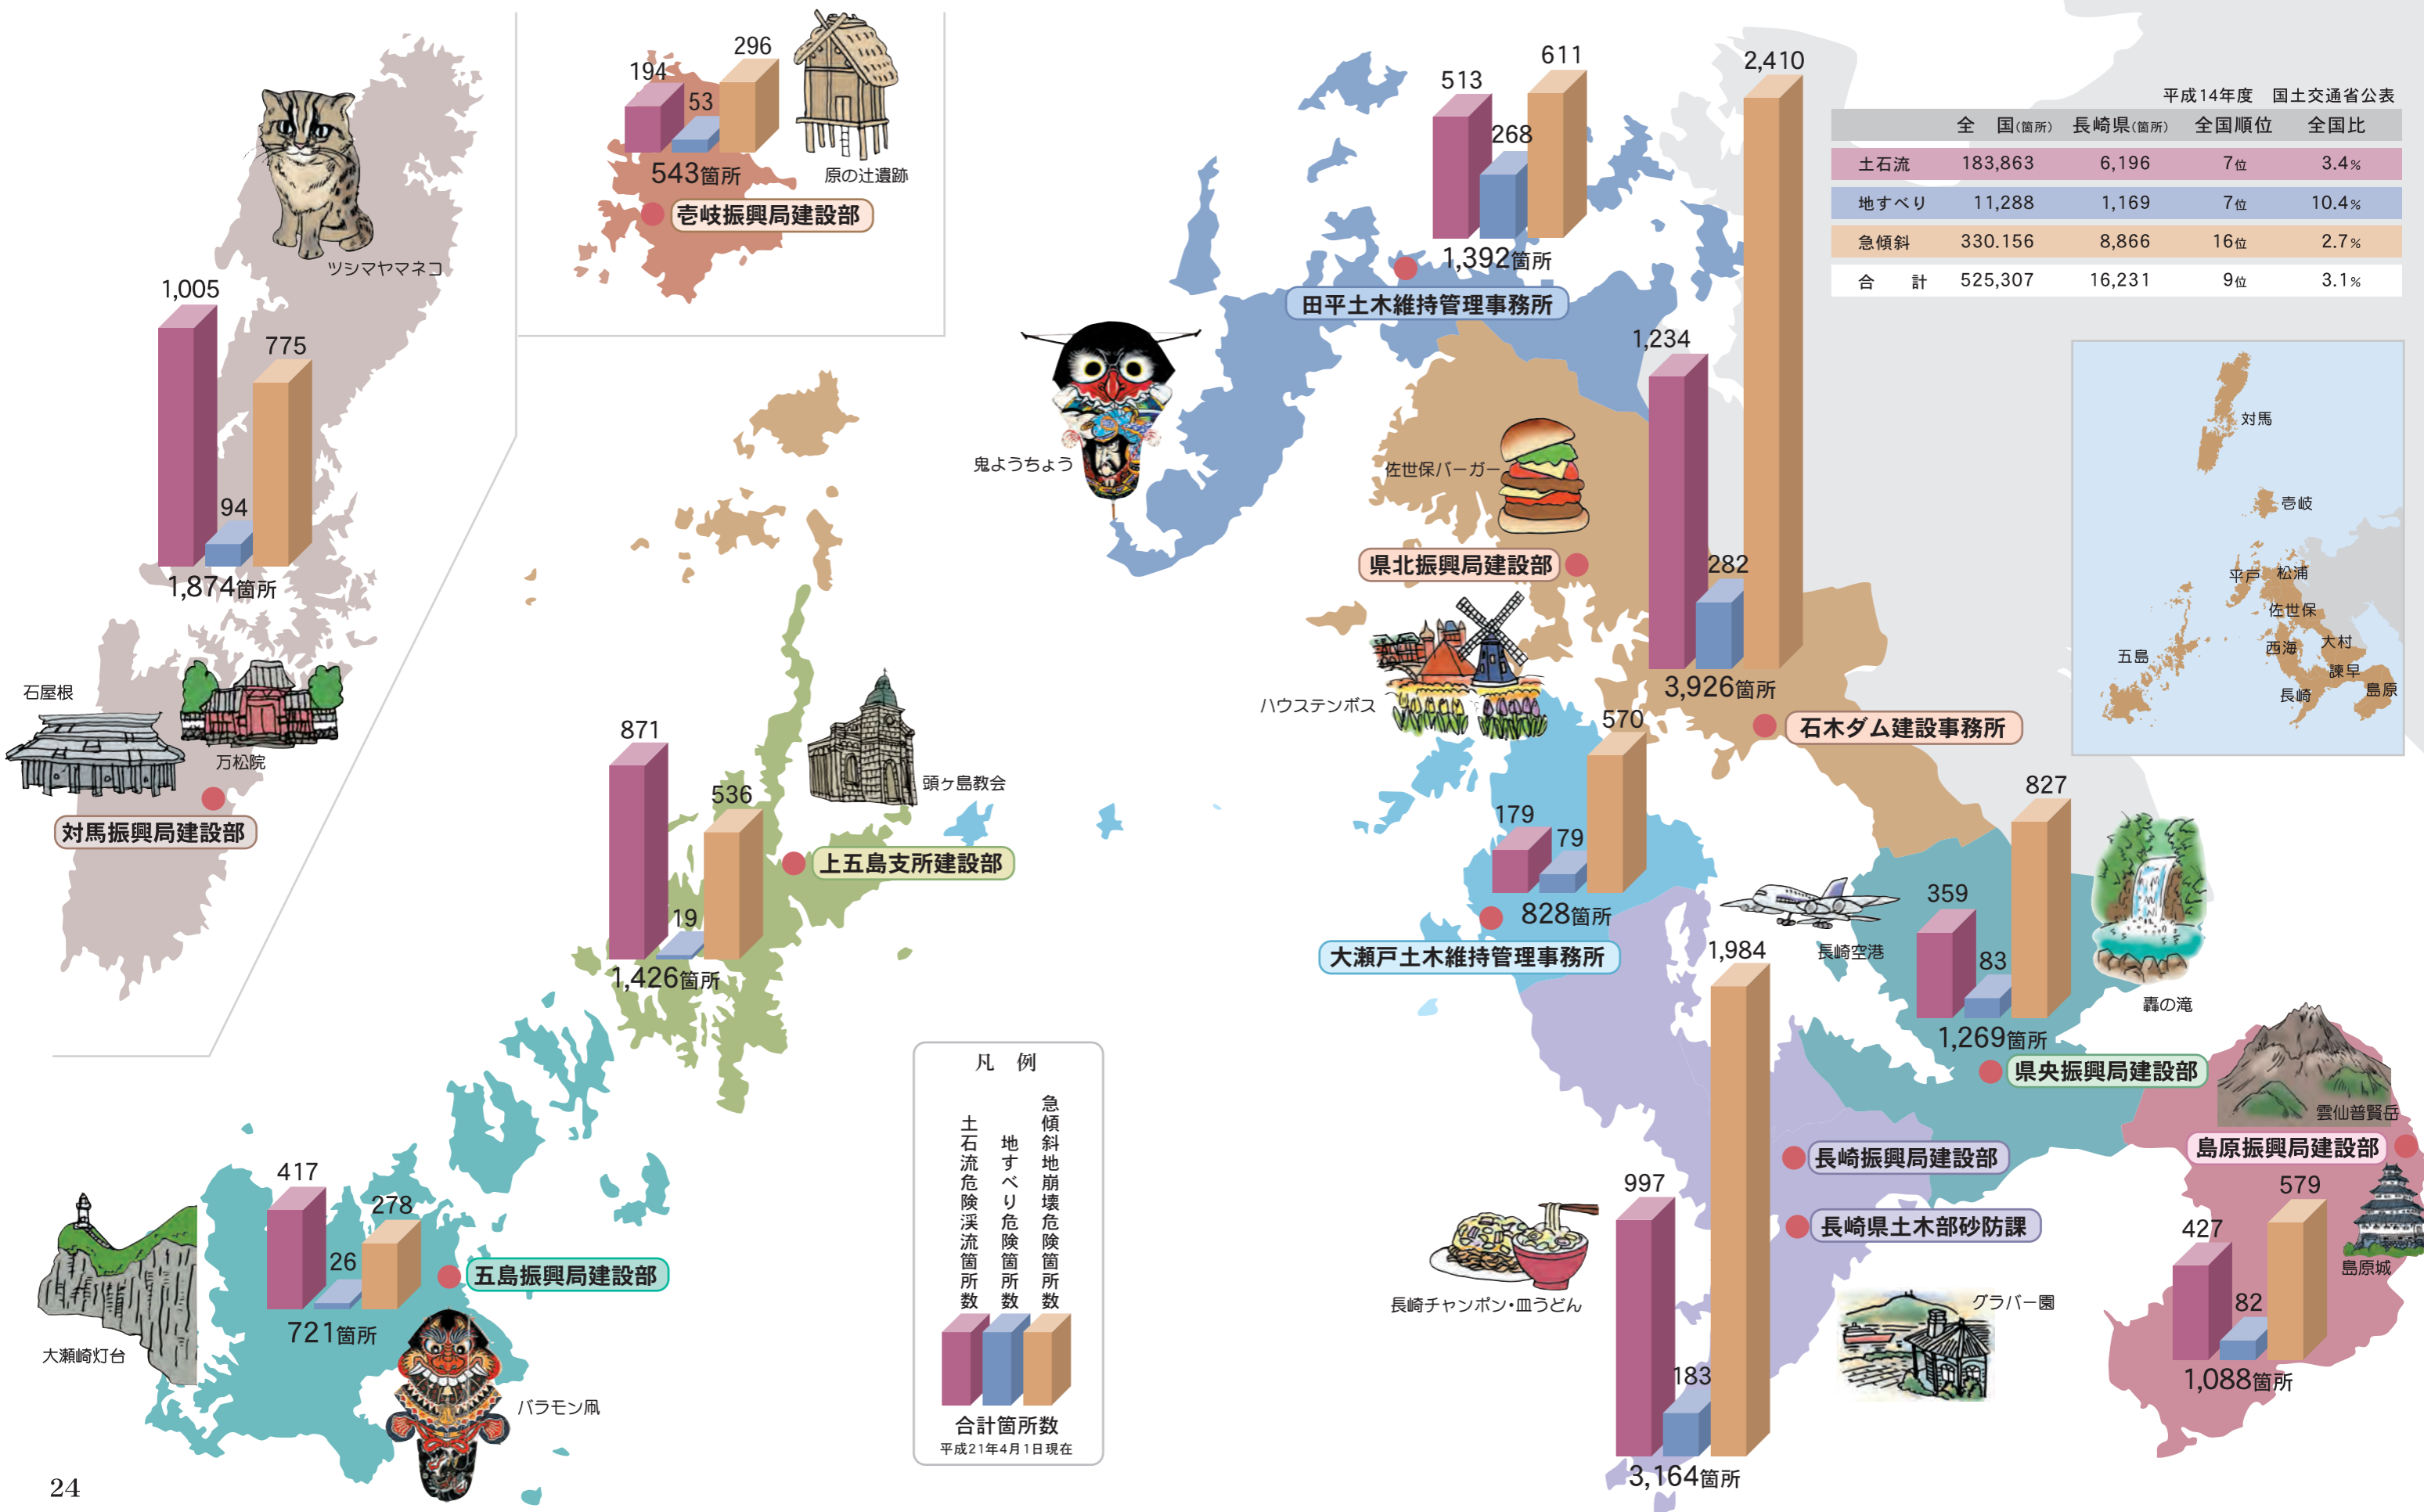 ツシマヤマネコ
1,005
94
775
1,874箇所
石屋根
万松院
対馬振興局建設部
194
53
296
543箇所
原の辻遺跡
壱岐振興局建設部
513
268
611
1,392箇所
田平土木維持管理事務所
鬼ようちょう
平成14年度　国土交通省公表
全　国(箇所)　長崎県(箇所)　全国順位　全国比
土石流　183,863　6,196　7位　3.4%
地すべり　11,288　1,169　7位　10.4%
急傾斜　330.156　8,866　16位　2.7%
合　計　525,307　16,231　9位　3.1%
対馬
壱岐
平戸
松浦
佐世保
西海
大村
五島
諫早
長崎
島原
1,234
282
2,410
3,926箇所
佐世保バーガー
県北振興局建設部
ハウステンボス
石木ダム建設事務所
871
19
536
1,426箇所
頭ヶ島教会
上五島支所建設部
179
79
570
828箇所
大瀬戸土木維持管理事務所
359
83
827
1,269箇所
長崎空港
轟の滝
県央振興局建設部
雲仙普賢岳
島原振興局建設部
島原城
427
82
579
1,088箇所
997
183
1,984
3,164箇所
長崎振興局建設部
長崎県土木部砂防課
長崎チャンポン・皿うどん
グラバー園
417
26
278
721箇所
五島振興局建設部
大瀬崎灯台
バラモン凧
凡　例
土石流危険渓流箇所数
地すべり危険箇所数
急傾斜地崩壊危険箇所数
合計箇所数
平成21年4月1日現在
24